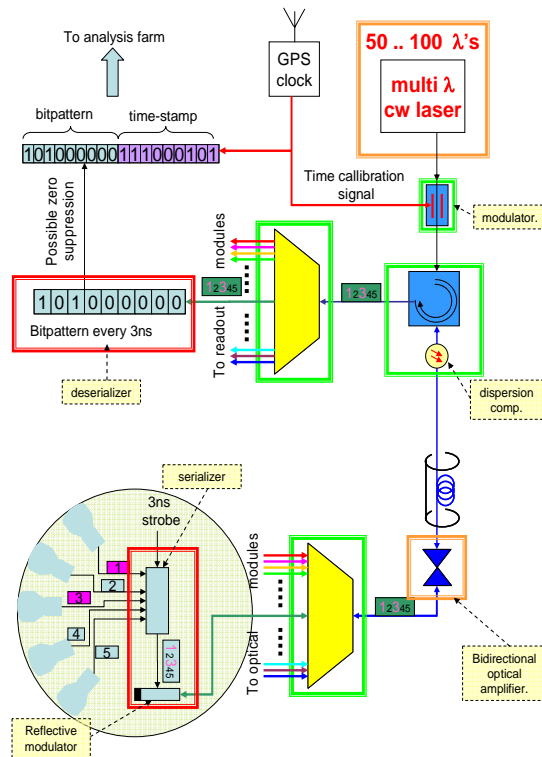 To analysis farm
GPS
clock
50 .. 100 λ's
multi λ
cw laser
bitpattern
time-stamp
101000000111000101
Time callibration
signal
modulator.
Possible zero
suppression
modules
12345
12345
101000000
Bitpattern every 3ns
To readout
deserializer
dispersion
comp.
serializer
3ns
strobe
1
2
3
4
5
12345
modules
12345
To optical
Reflective
modulator
Bidirectional
optical
amplifier.